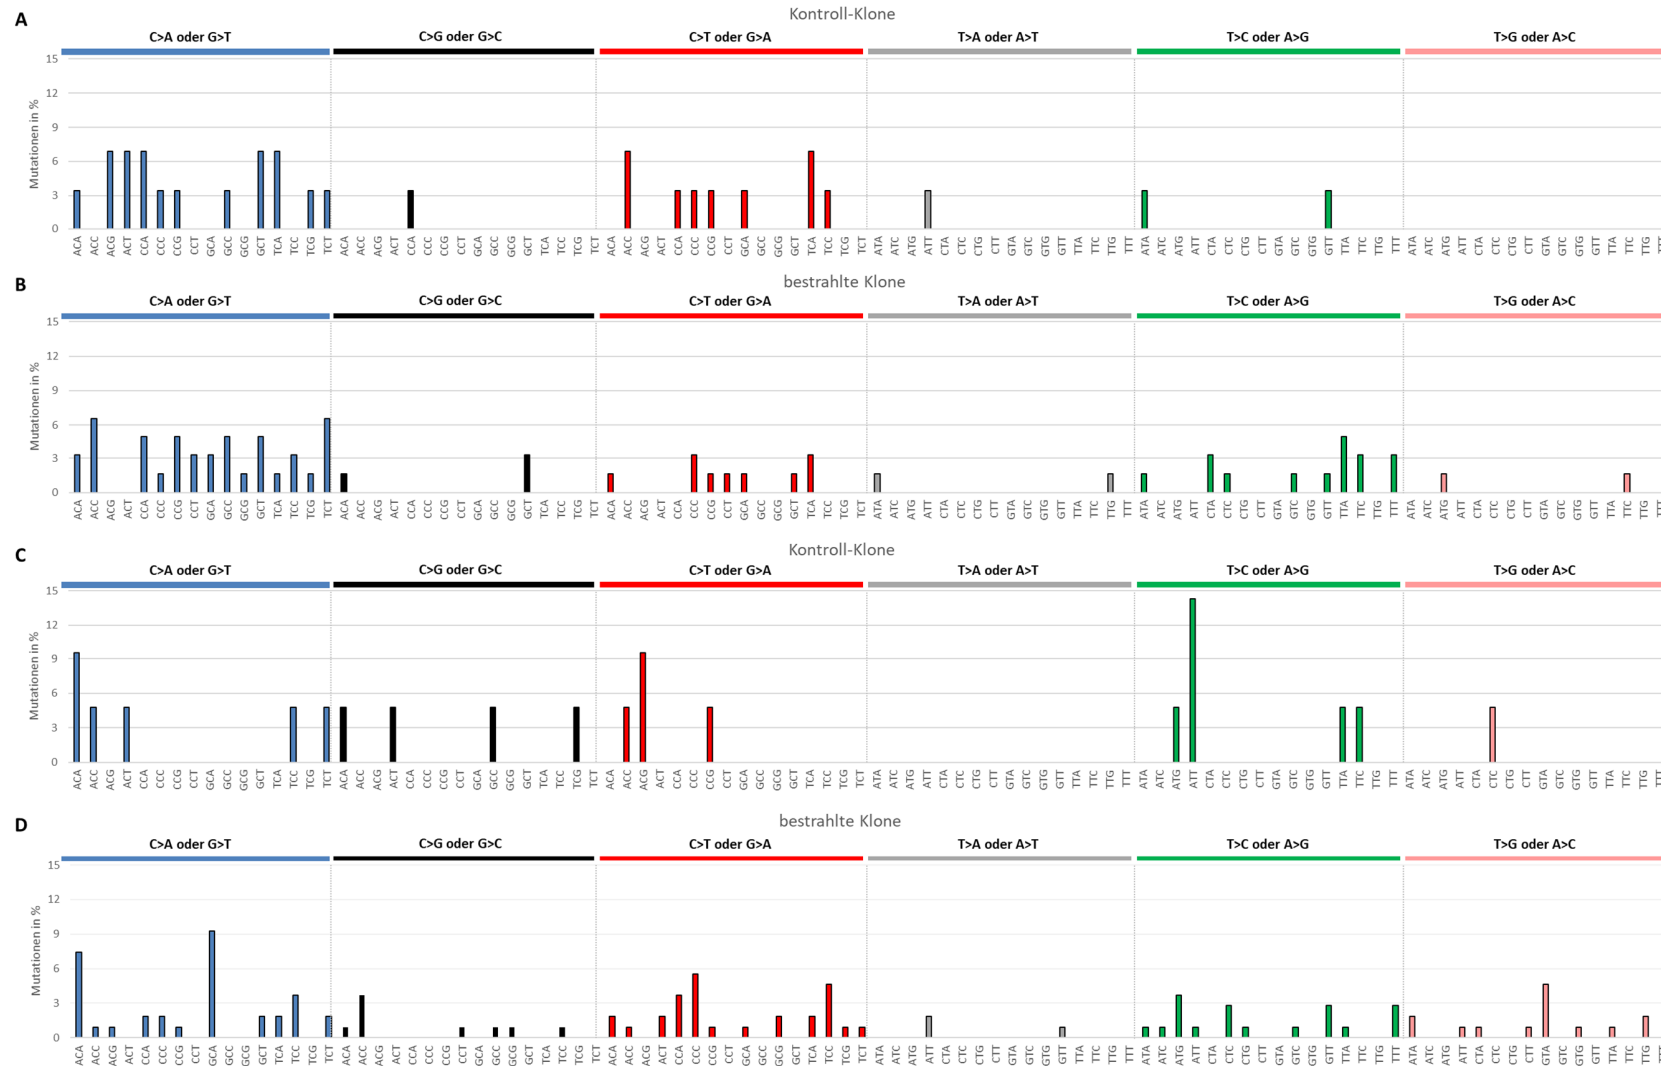 A
Kontroll-Klone
C>A oder G>T C>G oder G>C C>T oder G>A T>A oder A>T T>C oder A>G T>G oder A>C
Mutationen in %
15
12
9
6
3
0
ACA ACC ACG ACT CCA CCC CCG CCT GCA GCC GCG GCT TCA TCC TCG TCT ACA ACC ACG ACT CCA CCC CCG CCT GCA GCC GCG GCT TCA TCC TCG TCT ACA ACC ACG ACT CCA CCC CCG CCT GCA GCC GCG GCT TCA TCC TCG TCT ATA ATC ATG ATT CTA CTC CTG CTT GTA GTC GTG GTT TTA TTC TTG TTT ATA ATC ATG ATT CTA CTC CTG CTT GTA GTC GTG GTT TTA TTC TTG TTT ATA ATC ATG ATT CTA CTC CTG CTT GTA GTC GTG GTT TTA TTC TTG
B
bestrahlte Klone
C>A oder G>T C>G oder G>C C>T oder G>A T>A oder A>T T>C oder A>G T>G oder A>C
Mutationen in %
15
12
9
6
3
0
ACA ACC ACG ACT CCA CCC CCG CCT GCA GCC GCG GCT TCA TCC TCG TCT ACA ACC ACG ACT CCA CCC CCG CCT GCA GCC GCG GCT TCA TCC TCG TCT ACA ACC ACG ACT CCA CCC CCG CCT GCA GCC GCG GCT TCA TCC TCG TCT ATA ATC ATG ATT CTA CTC CTG CTT GTA GTC GTG GTT TTA TTC TTG TTT ATA ATC ATG ATT CTA CTC CTG CTT GTA GTC GTG GTT TTA TTC TTG TTT ATA ATC ATG ATT CTA CTC CTG CTT GTA GTC GTG GTT TTA TTC TTG
C
Kontroll-Klone
C>A oder G>T C>G oder G>C C>T oder G>A T>A oder A>T T>C oder A>G T>G oder A>C
Mutationen in %
15
12
9
6
3
0
ACA ACC ACG ACT CCA CCC CCG CCT GCA GCC GCG GCT TCA TCC TCG TCT ACA ACC ACG ACT CCA CCC CCG CCT GCA GCC GCG GCT TCA TCC TCG TCT ACA ACC ACG ACT CCA CCC CCG CCT GCA GCC GCG GCT TCA TCC TCG TCT ATA ATC ATG ATT CTA CTC CTG CTT GTA GTC GTG GTT TTA TTC TTG TTT ATA ATC ATG ATT CTA CTC CTG CTT GTA GTC GTG GTT TTA TTC TTG TTT ATA ATC ATG ATT CTA CTC CTG CTT GTA GTC GTG GTT TTA TTC TTG
D
bestrahlte Klone
C>A oder G>T C>G oder G>C C>T oder G>A T>A oder A>T T>C oder A>G T>G oder A>C
Mutationen in %
15
12
9
6
3
0
ACA ACC ACG ACT CCA CCC CCG CCT GCA GCC GCG GCT TCA TCC TCG TCT ACA ACC ACG ACT CCA CCC CCG CCT GCA GCC GCG GCT TCA TCC TCG TCT ACA ACC ACG ACT CCA CCC CCG CCT GCA GCC GCG GCT TCA TCC TCG TCT ATA ATC ATG ATT CTA CTC CTG CTT GTA GTC GTG GTT TTA TTC TTG TTT ATA ATC ATG ATT CTA CTC CTG CTT GTA GTC GTG GTT TTA TTC TTG TTT ATA ATC ATG ATT CTA CTC CTG CTT GTA GTC GTG GTT TTA TTC TTG